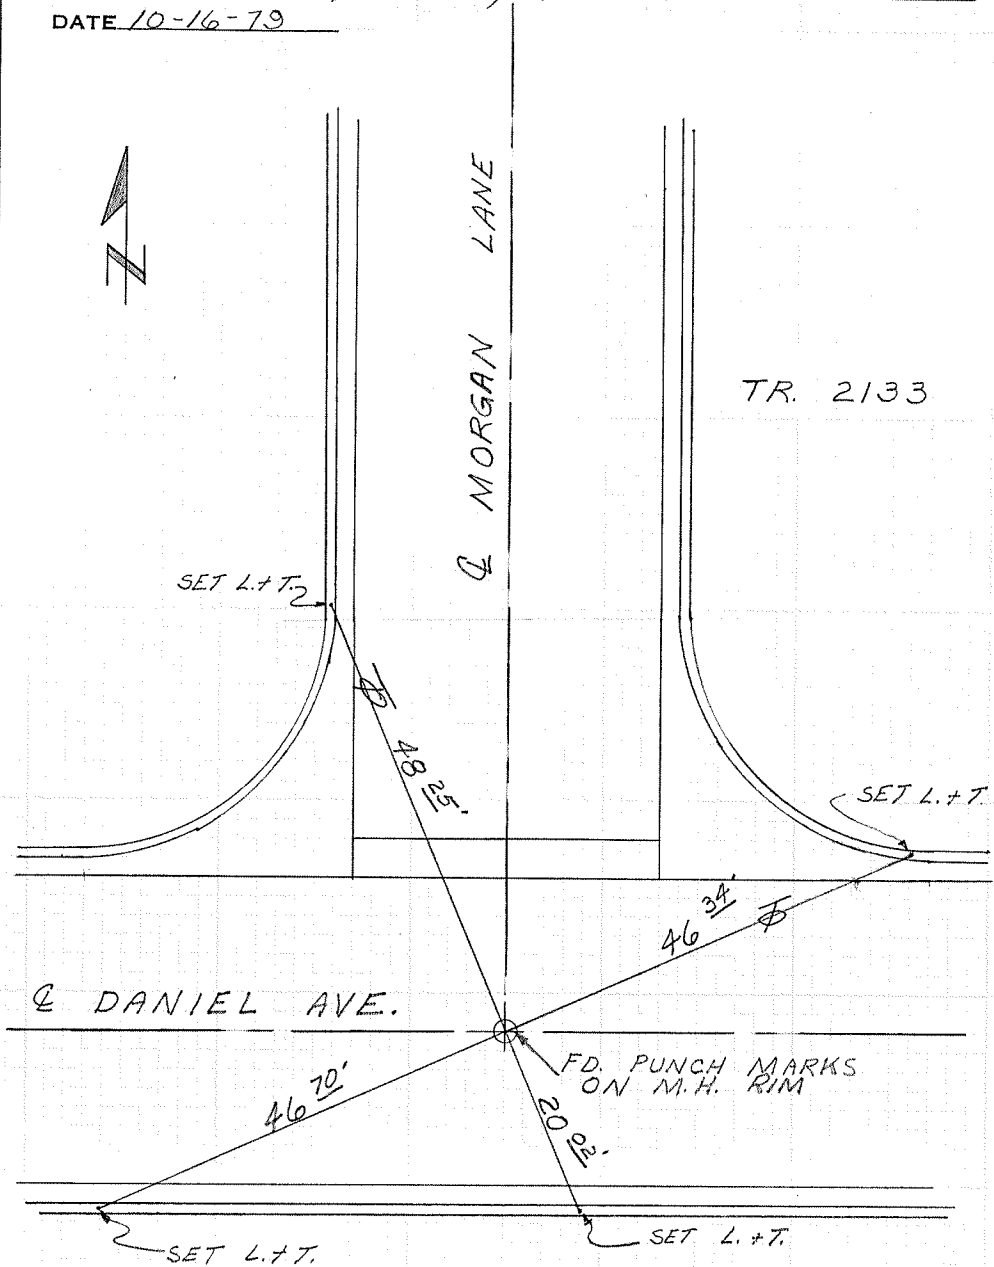 DATE 10-16-79
N
℄ MORGAN LANE
TR. 2133
SET L.+T.
48 25'
SET L.+T.
46 34'
℄ DANIEL AVE.
FD. PUNCH MARKS
ON M.H. RIM
46 70'
20 02'
SET L.+T.
SET L.+T.